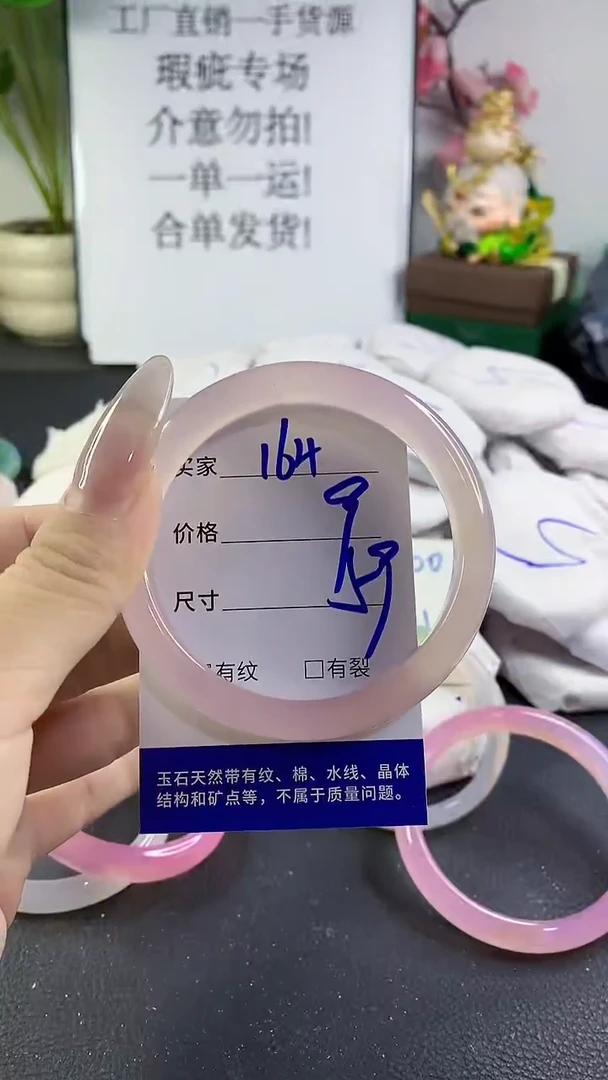 工厂直销一手货源
瑕疵专场
介意勿拍!
一单一运!
合单发货!
买家 164
价格
尺寸
□有纹 □有裂
玉石天然带有纹、棉、水线、晶体
结构和矿点等，不属于质量问题。